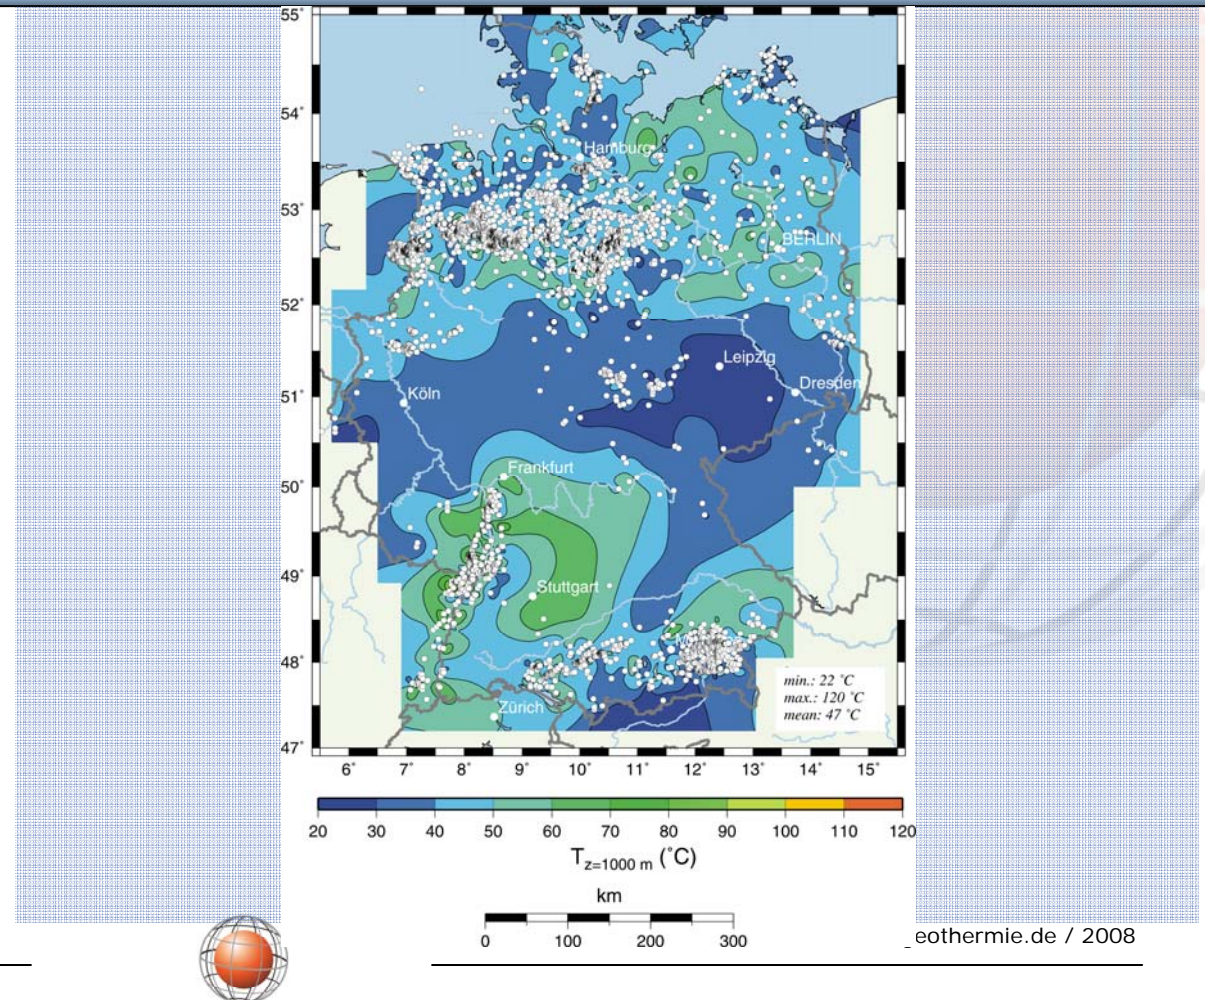 55°
54°
Hamburg
53°
BERLIN
52°
Leipzig
Dresden
51°
Köln
Frankfurt
50°
49°
Stuttgart
48°
min.: 22 °C
max.: 120 °C
mean: 47 °C
Zürich
47°
6° 7° 8° 9° 10° 11° 12° 13° 14° 15°
20 30 40 50 60 70 80 90 100 110 120
Tz=1000 m (°C)
km
0 100 200 300
eothermie.de / 2008